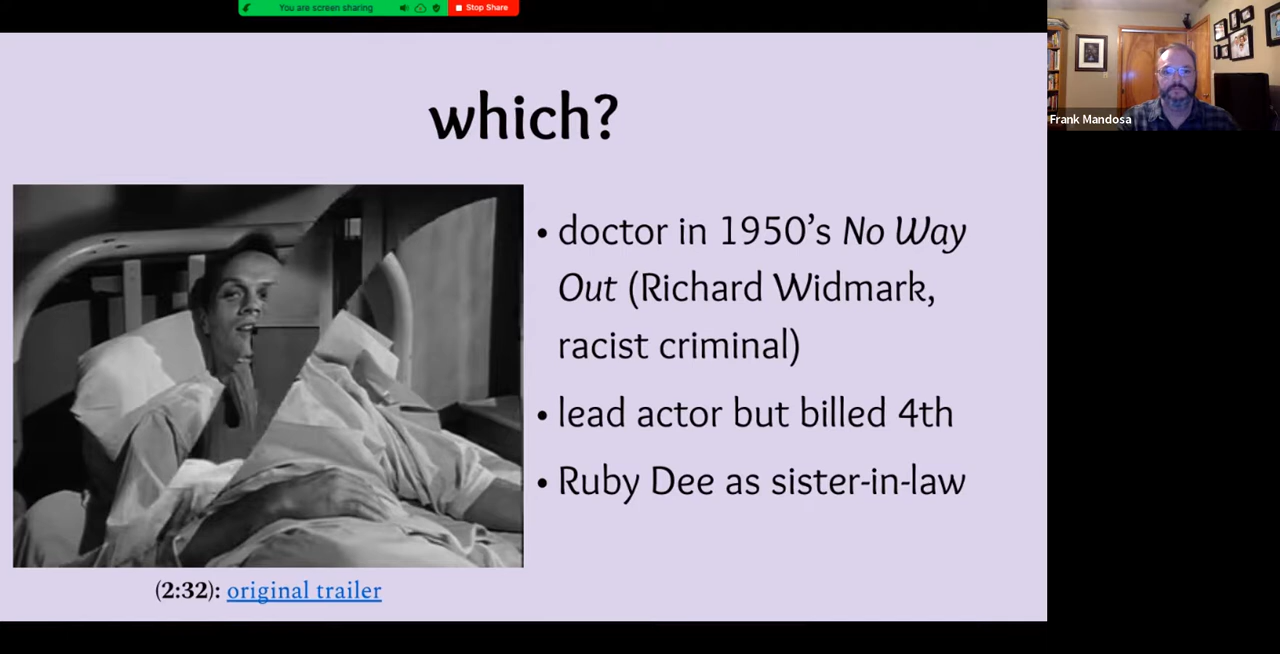 You are screen sharing
Stop Share
which?
Frank Mandosa
• doctor in 1950’s No Way
Out (Richard Widmark,
racist criminal)
• lead actor but billed 4th
• Ruby Dee as sister-in-law
(2:32): original trailer